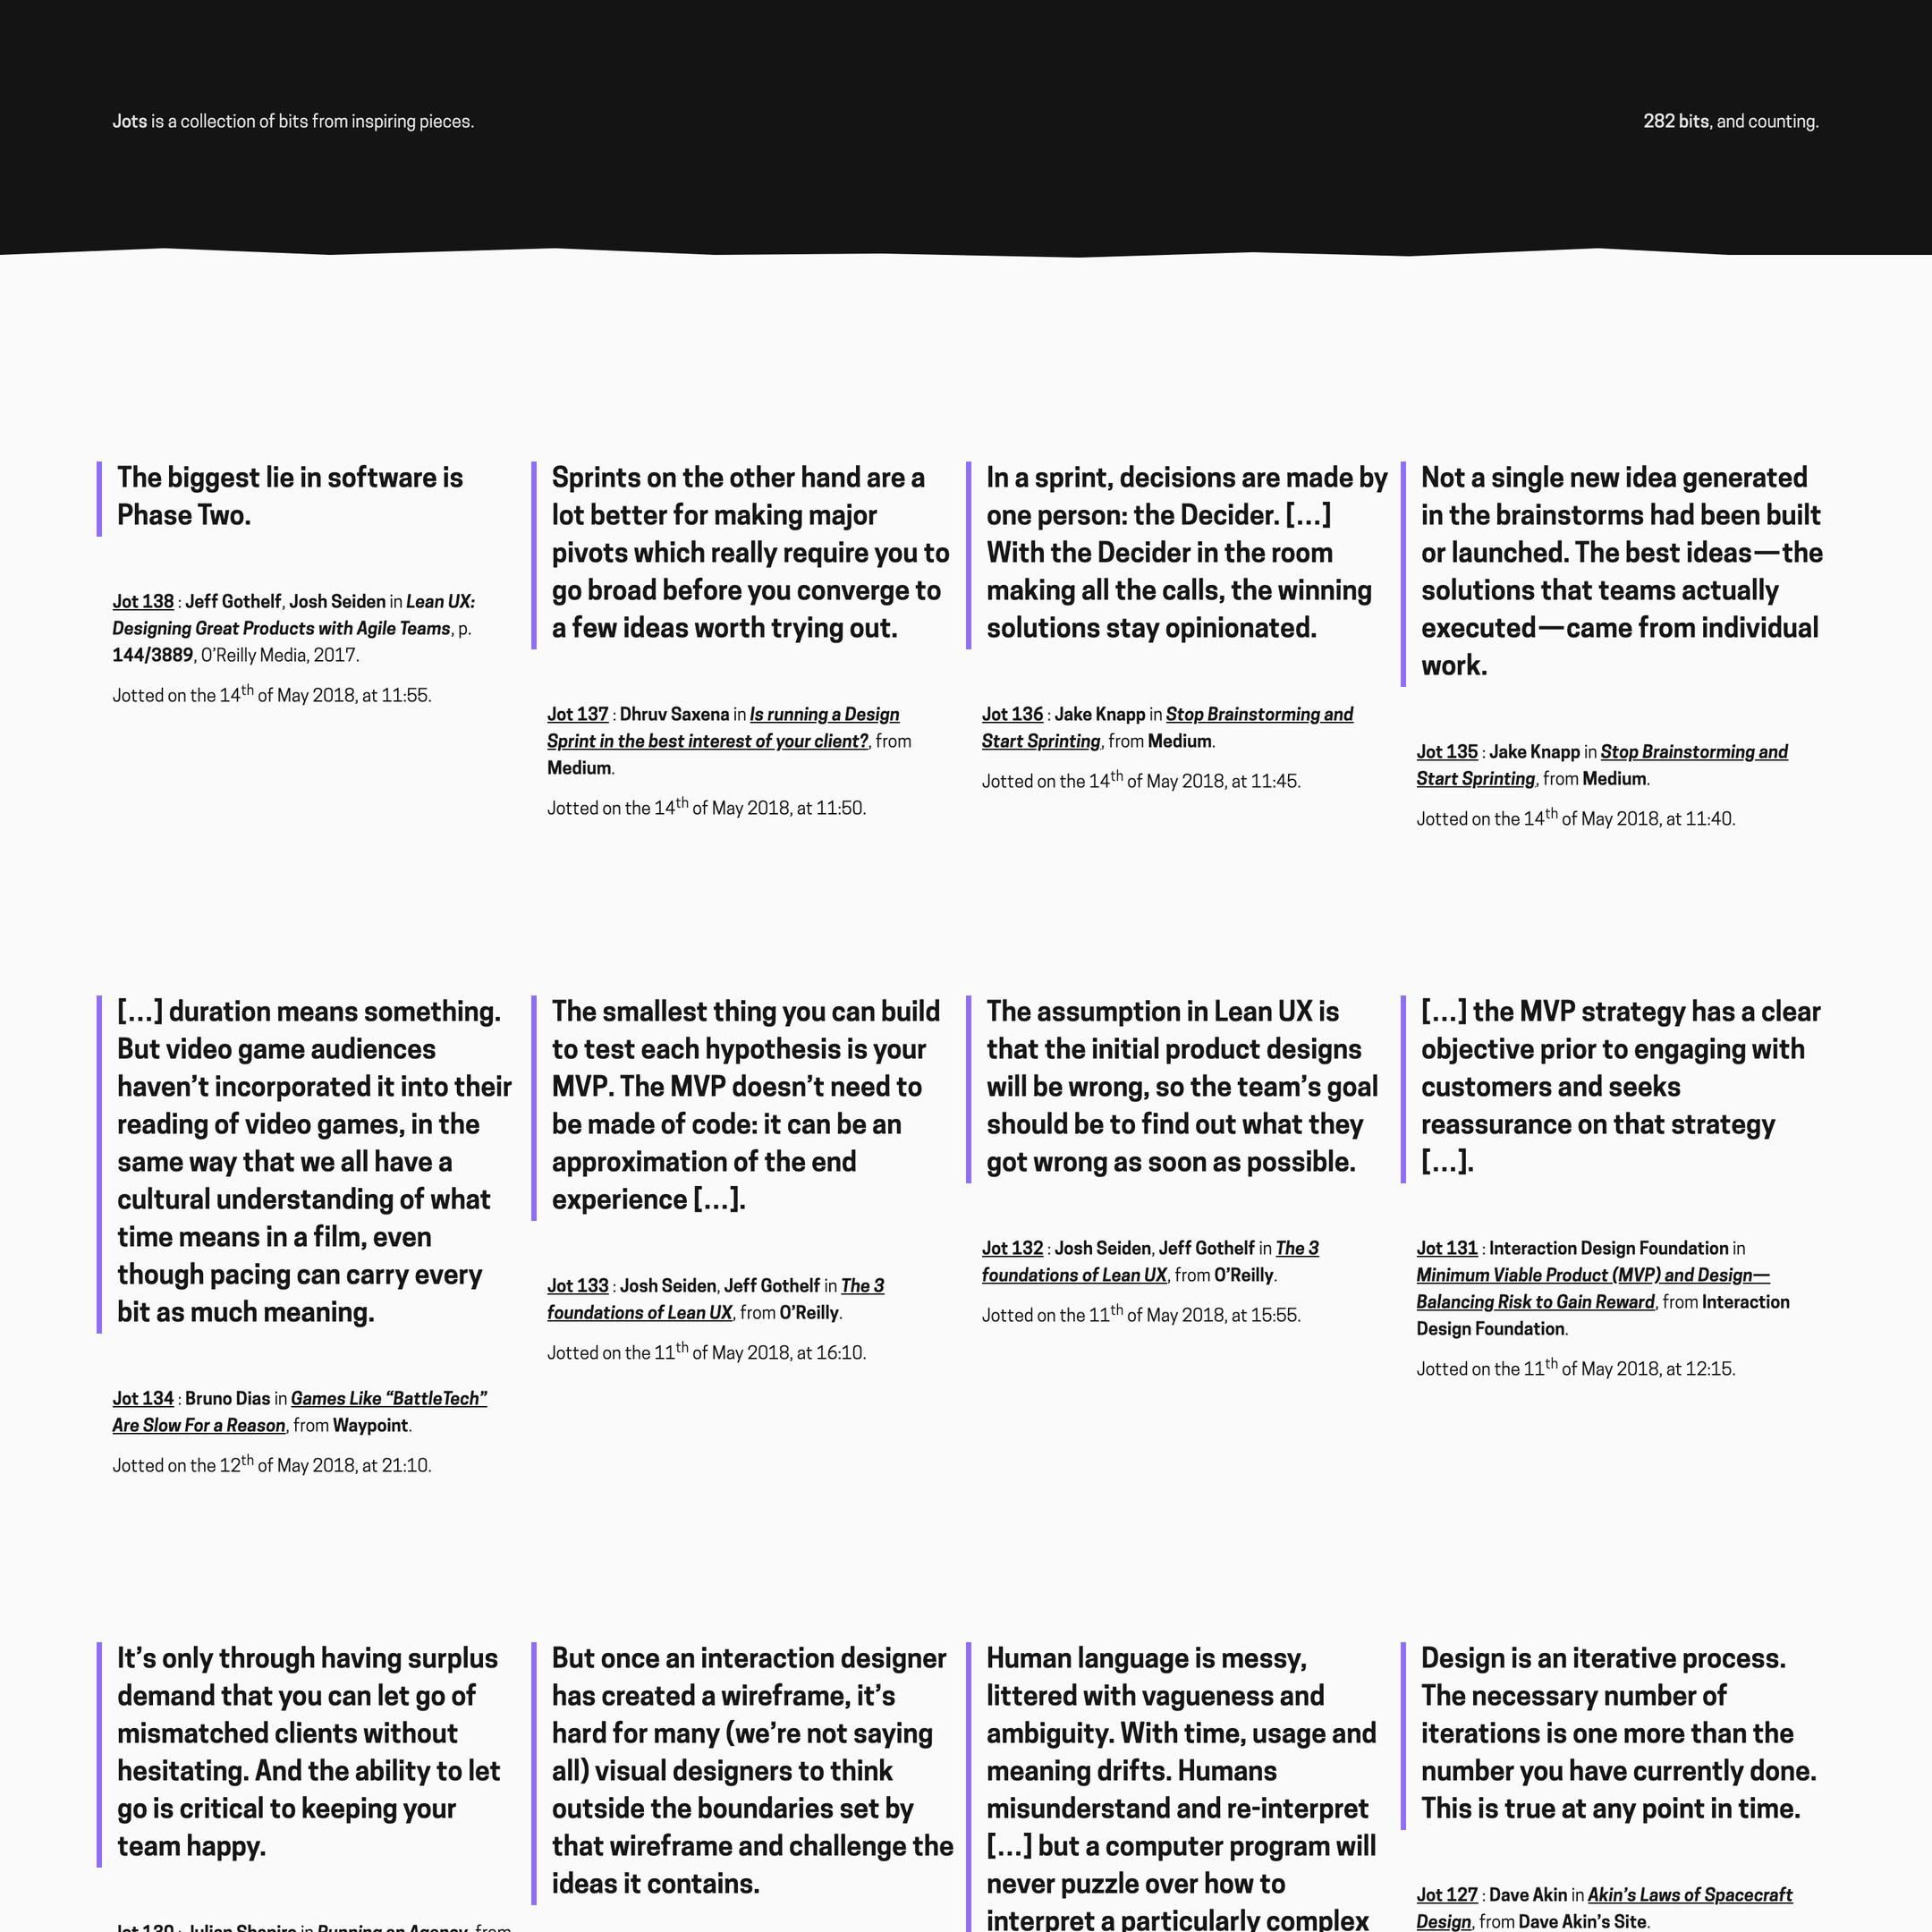 Jots is a collection of bits from inspiring pieces.
282 bits, and counting.
The biggest lie in software is
Phase Two.
Jot 138 : Jeff Gothelf, Josh Seiden in Lean UX:
Designing Great Products with Agile Teams, p.
144/3889, O’Reilly Media, 2017.
Jotted on the 14th of May 2018, at 11:55.
Sprints on the other hand are a
lot better for making major
pivots which really require you to
go broad before you converge to
a few ideas worth trying out.
Jot 137 : Dhruv Saxena in Is running a Design
Sprint in the best interest of your client?, from
Medium.
Jotted on the 14th of May 2018, at 11:50.
In a sprint, decisions are made by
one person: the Decider. […]
With the Decider in the room
making all the calls, the winning
solutions stay opinionated.
Jot 136 : Jake Knapp in Stop Brainstorming and
Start Sprinting, from Medium.
Jotted on the 14th of May 2018, at 11:45.
Not a single new idea generated
in the brainstorms had been built
or launched. The best ideas—the
solutions that teams actually
executed—came from individual
work.
Jot 135 : Jake Knapp in Stop Brainstorming and
Start Sprinting, from Medium.
Jotted on the 14th of May 2018, at 11:40.
[…] duration means something.
But video game audiences
haven’t incorporated it into their
reading of video games, in the
same way that we all have a
cultural understanding of what
time means in a film, even
though pacing can carry every
bit as much meaning.
Jot 134 : Bruno Dias in Games Like “BattleTech”
Are Slow For a Reason, from Waypoint.
Jotted on the 12th of May 2018, at 21:10.
The smallest thing you can build
to test each hypothesis is your
MVP. The MVP doesn’t need to
be made of code: it can be an
approximation of the end
experience […].
Jot 133 : Josh Seiden, Jeff Gothelf in The 3
foundations of Lean UX, from O’Reilly.
Jotted on the 11th of May 2018, at 16:10.
The assumption in Lean UX is
that the initial product designs
will be wrong, so the team’s goal
should be to find out what they
got wrong as soon as possible.
Jot 132 : Josh Seiden, Jeff Gothelf in The 3
foundations of Lean UX, from O’Reilly.
Jotted on the 11th of May 2018, at 15:55.
[…] the MVP strategy has a clear
objective prior to engaging with
customers and seeks
reassurance on that strategy
[…].
Jot 131 : Interaction Design Foundation in
Minimum Viable Product (MVP) and Design—
Balancing Risk to Gain Reward, from Interaction
Design Foundation.
Jotted on the 11th of May 2018, at 12:15.
It’s only through having surplus
demand that you can let go of
mismatched clients without
hesitating. And the ability to let
go is critical to keeping your
team happy.
Jot 130 : Julian Shapiro in Running an Agency, from
But once an interaction designer
has created a wireframe, it’s
hard for many (we’re not saying
all) visual designers to think
outside the boundaries set by
that wireframe and challenge the
ideas it contains.
Human language is messy,
littered with vagueness and
ambiguity. With time, usage and
meaning drifts. Humans
misunderstand and re-interpret
[…] but a computer program will
never puzzle over how to
interpret a particularly complex
Design is an iterative process.
The necessary number of
iterations is one more than the
number you have currently done.
This is true at any point in time.
Jot 127 : Dave Akin in Akin’s Laws of Spacecraft
Design, from Dave Akin’s Site.